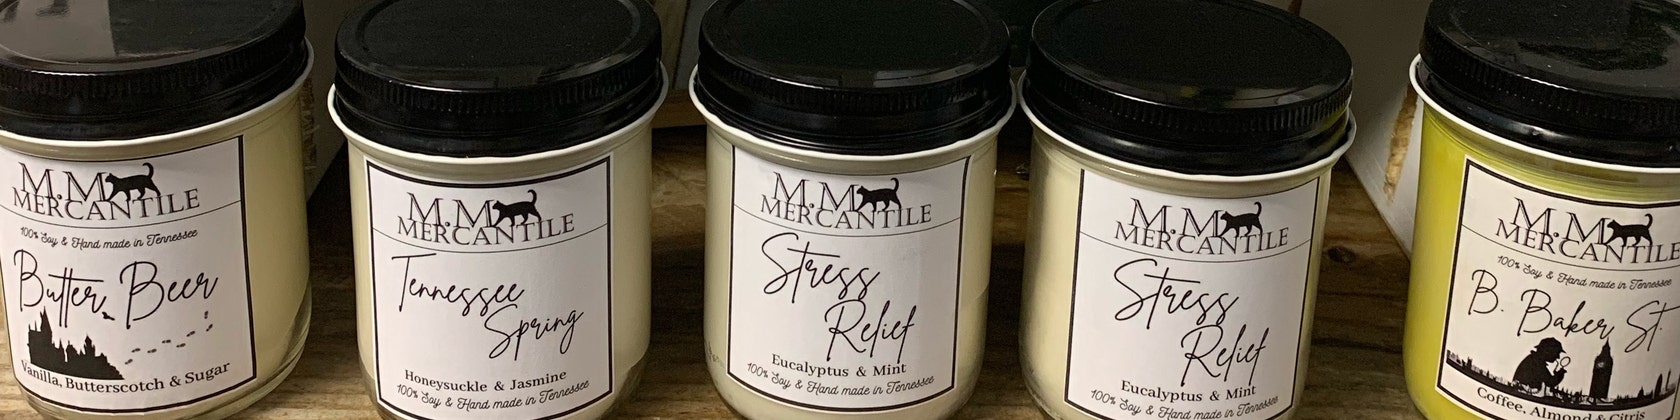 M.M
MERCANTILE
100% Soy & Hand made in Tennessee
Butter Beer
Vanilla, Butterscotch & Sugar
M.M
MERCANTILE
Tennessee
Spring
Honeysuckle & Jasmine
100% Soy & Hand made in Tennessee
M.M
MERCANTILE
Stress
Relief
Eucalyptus & Mint
100% Soy & Hand made in Tennessee
M.M
MERCANTILE
Stress
Relief
Eucalyptus & Mint
100% Soy & Hand made in Tennessee
M.M
MERCANTILE
100% Soy & Hand made in Tennessee
B. Baker St.
Coffee, Almond & Citris